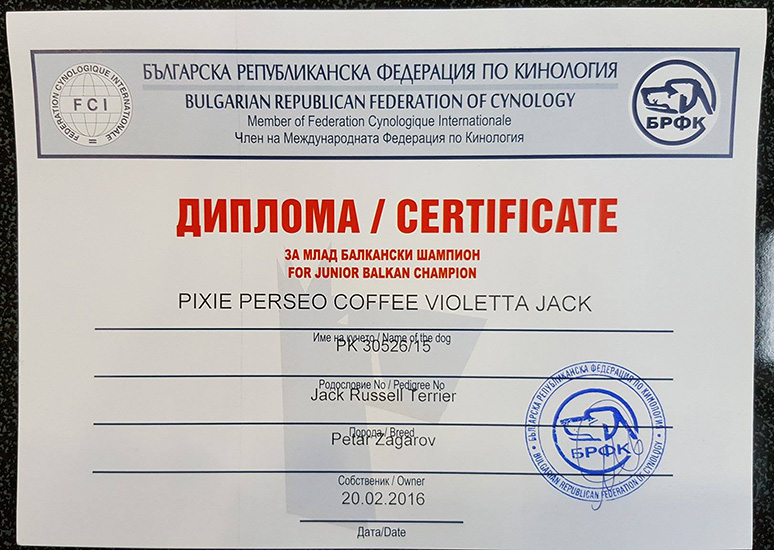 БЪЛГАРСКА РЕПУБЛИКАНСКА ФЕДЕРАЦИЯ ПО КИНОЛОГИЯ
BULGARIAN REPUBLICAN FEDERATION OF CYNOLOGY
Member of Federation Cynologique Internationale
Член на Международната Федерация по Кинология
FEDERATION CYNOLOGIQUE INTERNATIONALE
FCI
БРФК
ДИПЛОМА / CERTIFICATE
ЗА МЛАД БАЛКАНСКИ ШАМПИОН
FOR JUNIOR BALKAN CHAMPION
PIXIE PERSEO COFFEE VIOLETTA JACK
Име на кучето / Name of the dog
PK 30526/15
Родословие No / Pedigree No
Jack Russell Terrier
Порода / Breed
Petar Zagarov
Собственик / Owner
20.02.2016
Дата/Date
БЪЛГАРСКА РЕПУБЛИКАНСКА ФЕДЕРАЦИЯ ПО КИНОЛОГИЯ
БРФК
BULGARIAN REPUBLICAN FEDERATION OF CYNOLOGY